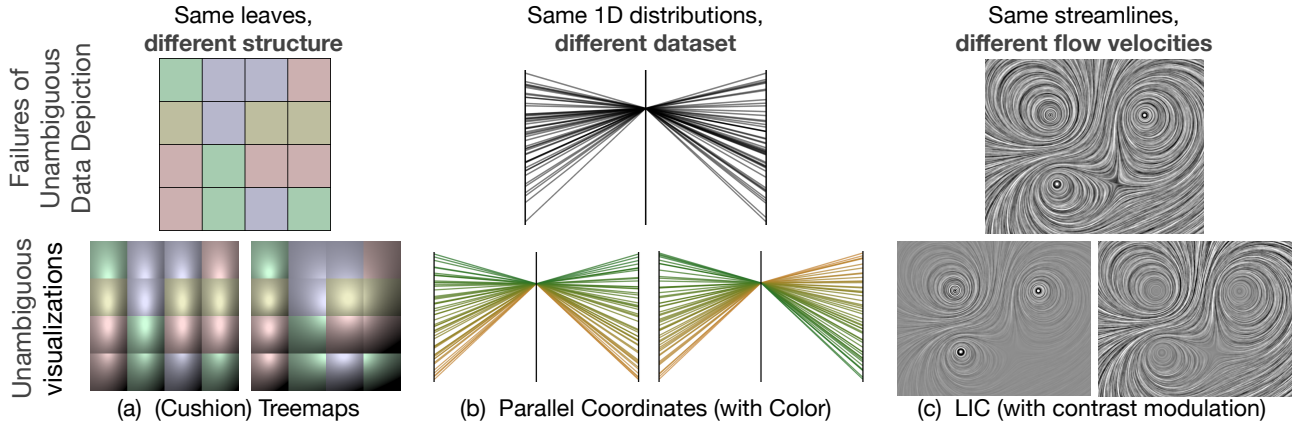 Same leaves,
different structure
Same 1D distributions,
different dataset
Same streamlines,
different flow velocities
Failures of
Unambiguous
Data Depiction
Unambiguous
visualizations
(a) (Cushion) Treemaps
(b) Parallel Coordinates (with Color)
(c) LIC (with contrast modulation)